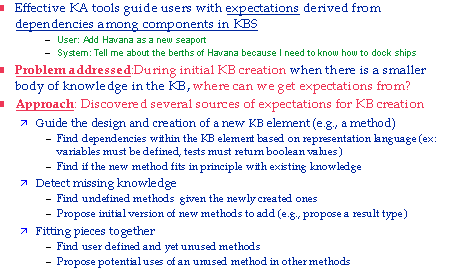 Effective KA tools guide users with expectations derived from
dependencies among components in KBS
– User: Add Havana as a new seaport
– System: Tell me about the berths of Havana because I need to know how to dock ships
Problem addressed:During initial KB creation when there is a smaller
body of knowledge in the KB, where can we get expectations from?
Approach: Discovered several sources of expectations for KB creation
Guide the design and creation of a new KB element (e.g., a method)
– Find dependencies within the KB element based on representation language (ex:
variables must be defined, tests must return boolean values)
– Find if the new method fits in principle with existing knowledge
Detect missing knowledge
– Find undefined methods given the newly created ones
– Propose initial version of new methods to add (e.g., propose a result type)
Fitting pieces together
– Find user defined and yet unused methods
– Propose potential uses of an unused method in other methods